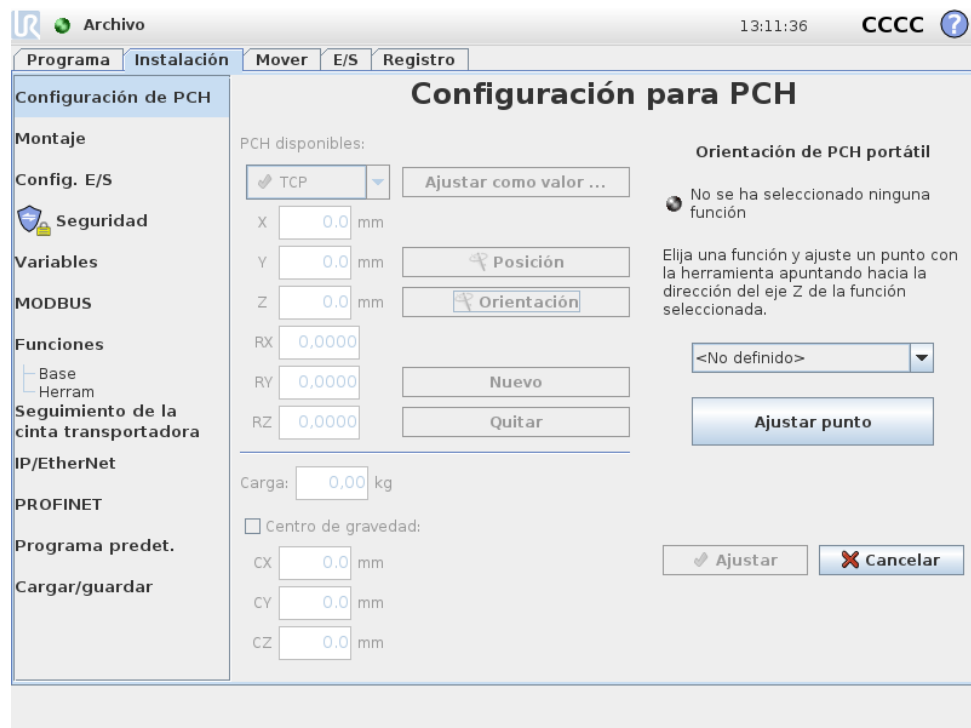 UR Archivo 13:11:36 CCCC ?
Programa Instalación Mover E/S Registro
Configuración de PCH
Montaje
Config. E/S
Seguridad
Variables
MODBUS
Funciones
Base
Herram
Seguimiento de la
cinta transportadora
IP/EtherNet
PROFINET
Programa predet.
Cargar/guardar
Configuración para PCH
PCH disponibles:
TCP Ajustar como valor ...
X 0.0 mm
Y 0.0 mm Posición
Z 0.0 mm Orientación
RX 0,0000
RY 0,0000 Nuevo
RZ 0,0000 Quitar
Carga: 0,00 kg
Centro de gravedad:
CX 0.0 mm
CY 0.0 mm
CZ 0.0 mm
Orientación de PCH portátil
No se ha seleccionado ninguna
función
Elija una función y ajuste un punto con
la herramienta apuntando hacia la
dirección del eje Z de la función
seleccionada.
<No definido>
Ajustar punto
Ajustar Cancelar